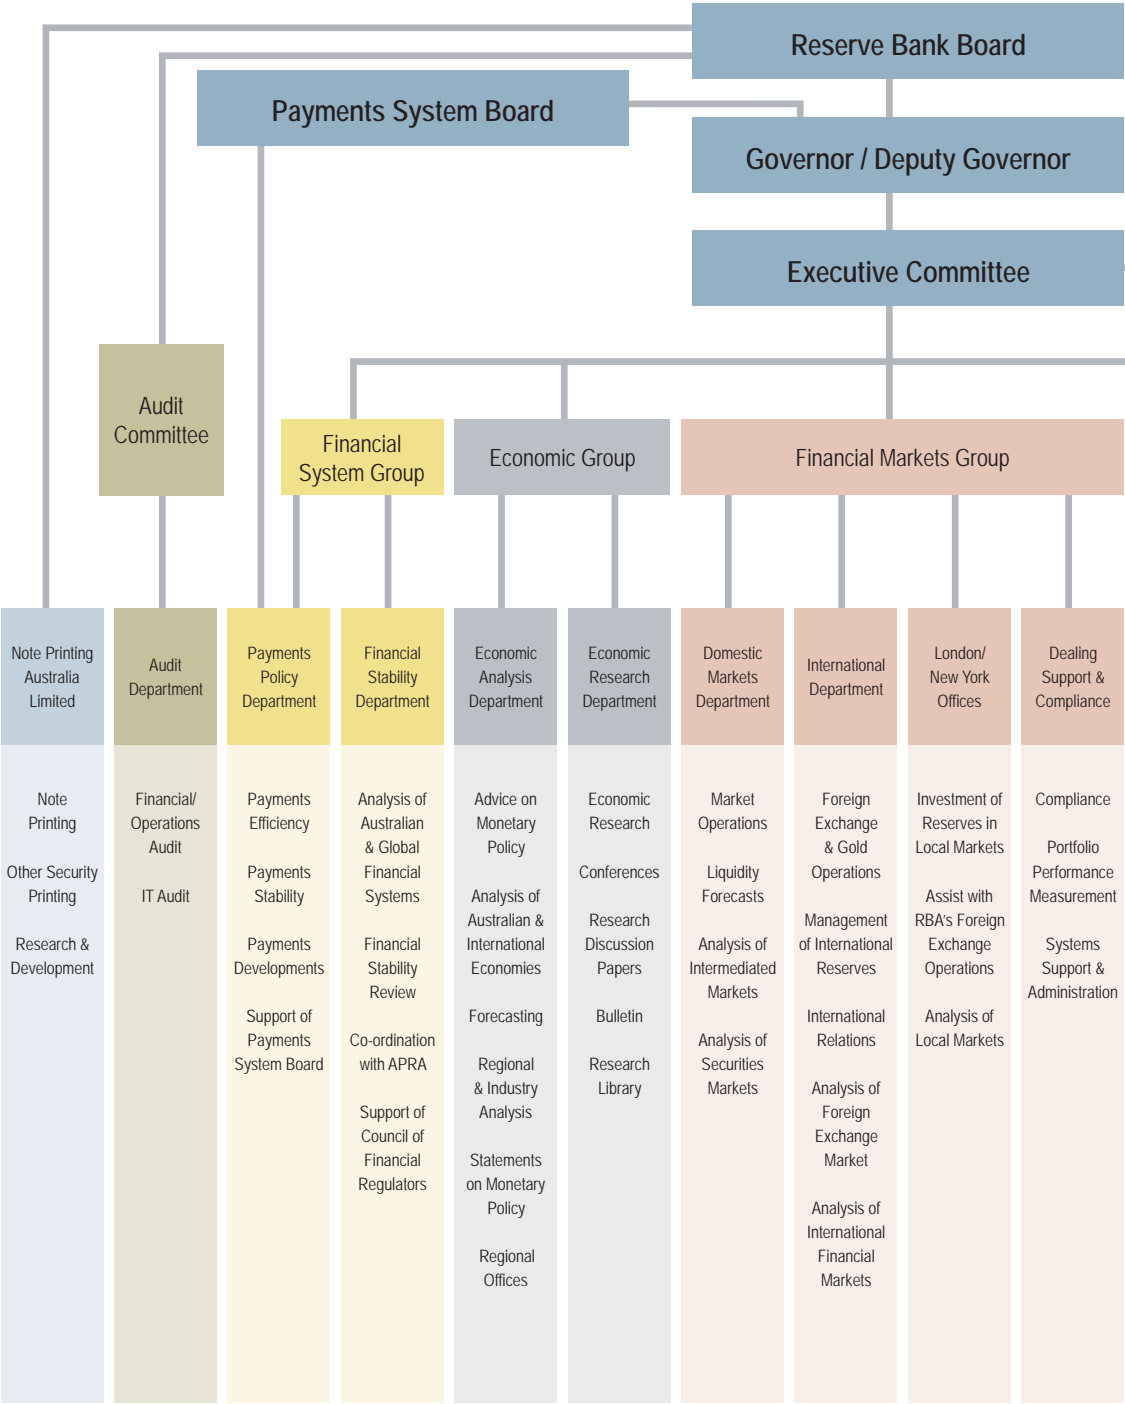 Reserve Bank Board
Payments System Board
Governor / Deputy Governor
Executive Committee
Audit
Committee
Financial
System Group
Economic Group
Financial Markets Group
Note Printing
Australia
Limited
Audit
Department
Payments
Policy
Department
Financial
Stability
Department
Economic
Analysis
Department
Economic
Research
Department
Domestic
Markets
Department
International
Department
London/
New York
Offices
Dealing
Support &
Compliance
Note
Printing
Other Security
Printing
Research &
Development
Financial/
Operations
Audit
IT Audit
Payments
Efficiency
Payments
Stability
Payments
Developments
Support of
Payments
System Board
Analysis of
Australian
& Global
Financial
Systems
Financial
Stability
Review
Co-ordination
with APRA
Support of
Council of
Financial
Regulators
Advice on
Monetary
Policy
Analysis of
Australian &
International
Economies
Forecasting
Regional
& Industry
Analysis
Statements
on Monetary
Policy
Regional
Offices
Economic
Research
Conferences
Research
Discussion
Papers
Bulletin
Research
Library
Market
Operations
Liquidity
Forecasts
Analysis of
Intermediated
Markets
Analysis of
Securities
Markets
Foreign
Exchange
& Gold
Operations
Management
of International
Reserves
International
Relations
Analysis of
Foreign
Exchange
Market
Analysis of
International
Financial
Markets
Investment of
Reserves in
Local Markets
Assist with
RBA's Foreign
Exchange
Operations
Analysis of
Local Markets
Compliance
Portfolio
Performance
Measurement
Systems
Support &
Administration